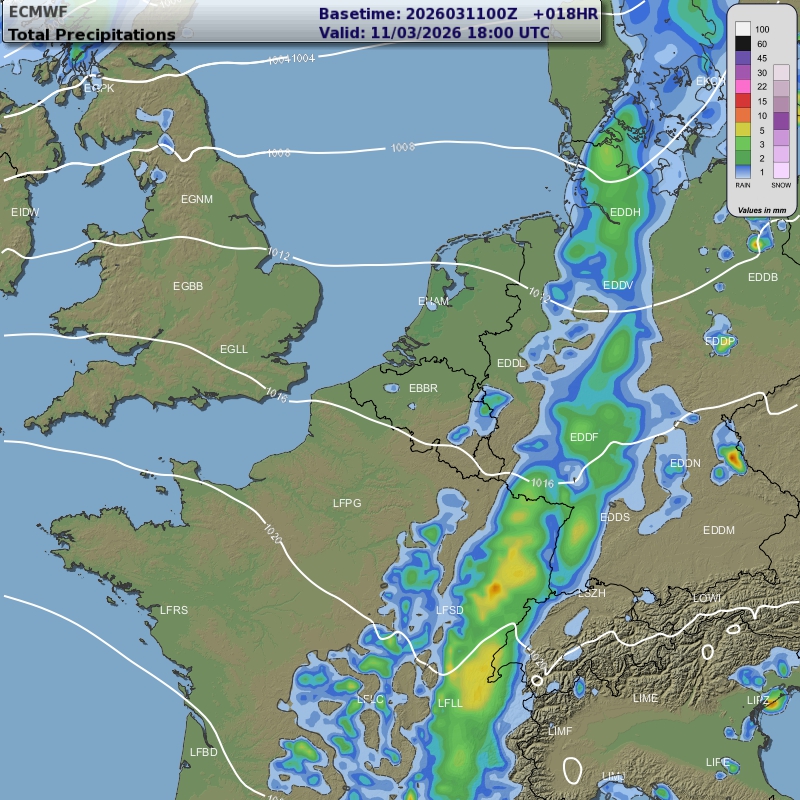 ECMWF
Basetime: 2026031100Z +018HR
Total Precipitations
Valid: 11/03/2026 18:00 UTC
100
60
45
30
22
15
10
5
3
2
1
RAIN SNOW
Values in mm
1004 1004
EGPK
1008
1008
EIDW
EGNM
EDDH
1012
EGBB
EHAM
1012
EDDV
EDDB
EGLL
EDDL
EDDP
EBBR
1016
EDDF
EDDN
1016
LFPG
EDDS
EDDM
1020
LFRS
LFSD
LSZH
LOWI
LFLC
LFLL
LIME
LIPZ
LIMF
LFBD
LIPE